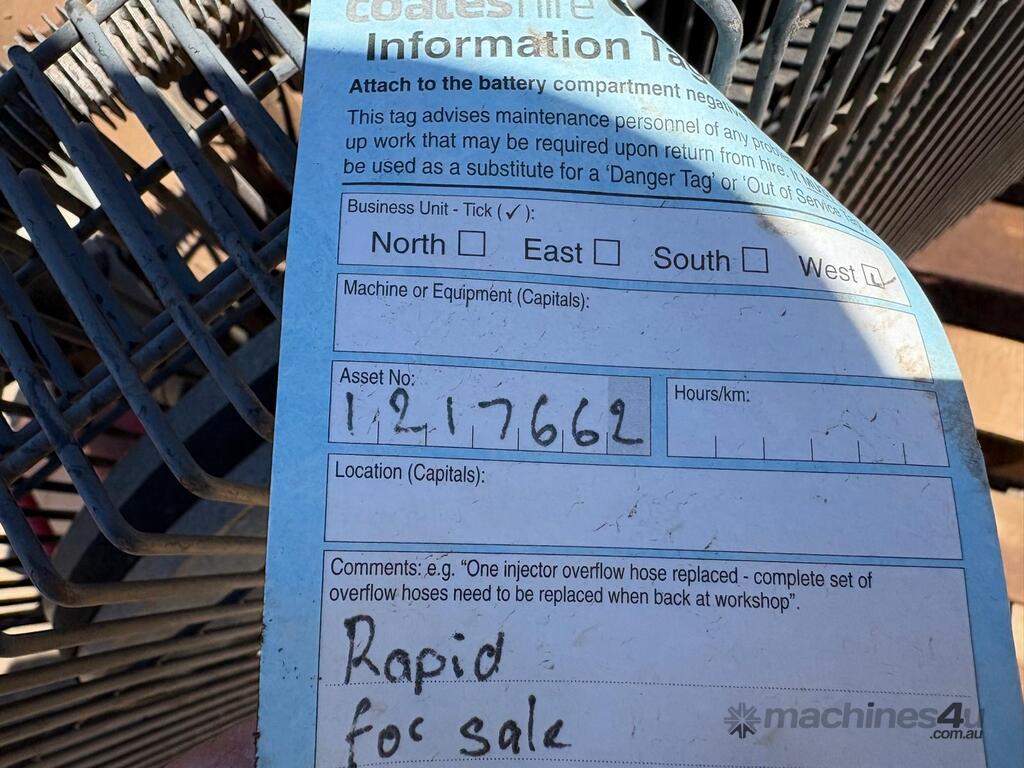 coateshire
Information Tag
Attach to the battery compartment negative
This tag advises maintenance personnel of any
up work that may be required upon return from hire. It
be used as a substitute for a ‘Danger Tag’ or ‘Out of Service Tag
Business Unit - Tick (✓):
North ☐ East ☐ South ☐ West ☑
Machine or Equipment (Capitals):
Asset No: Hours/km:
1217662
Location (Capitals):
Comments: e.g. “One injector overflow hose replaced - complete set of
overflow hoses need to be replaced when back at workshop”.
Rapid
for sale
machines4u
.com.au